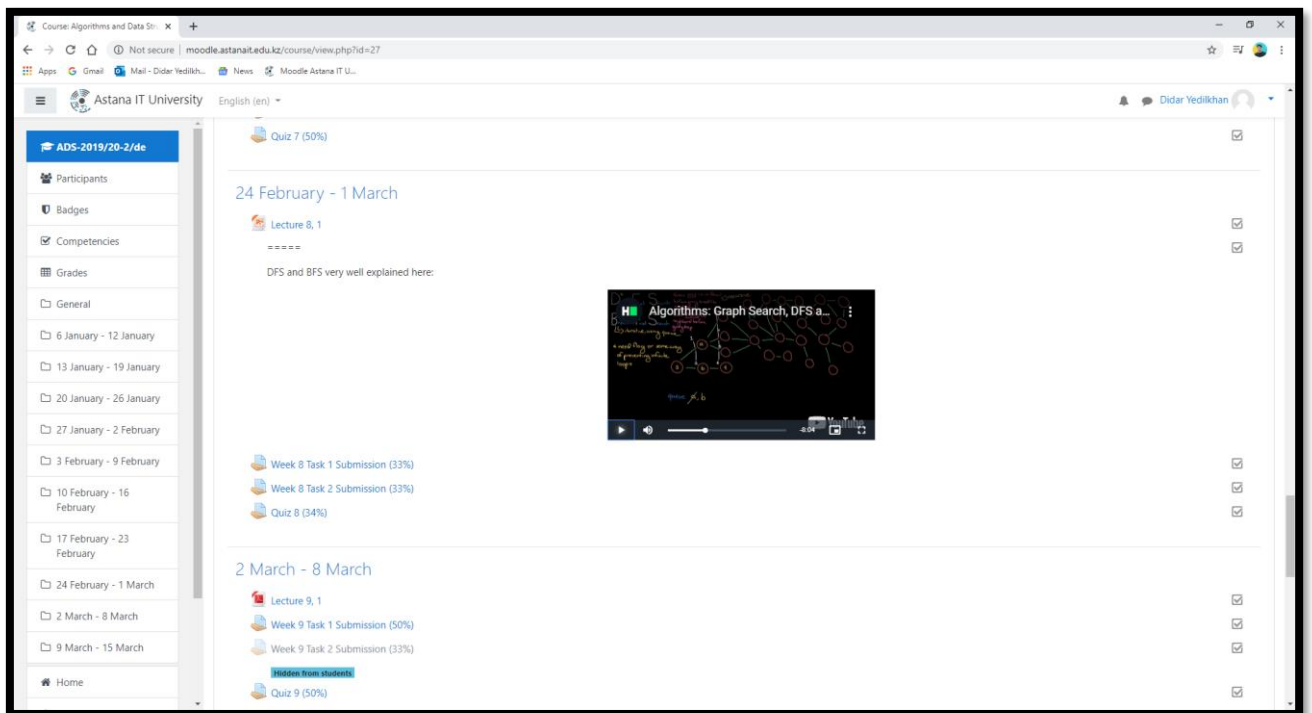 Course: Algorithms and Data Str
Not secure | moodle.astanait.edu.kz/course/view.php?id=27
Apps Gmail Mail - Didar Yedilkh... News Moodle Astana IT U...
Astana IT University English (en) Didar Yedilkhan
ADS-2019/20-2/de
Participants
Badges
Competencies
Grades
General
6 January - 12 January
13 January - 19 January
20 January - 26 January
27 January - 2 February
3 February - 9 February
10 February - 16
February
17 February - 23
February
24 February - 1 March
2 March - 8 March
9 March - 15 March
Home
Quiz 7 (50%)
24 February - 1 March
Lecture 8, 1
=====
DFS and BFS very well explained here:
Algorithms: Graph Search, DFS a...
queue a, b
-8:04
YouTube
Week 8 Task 1 Submission (33%)
Week 8 Task 2 Submission (33%)
Quiz 8 (34%)
2 March - 8 March
Lecture 9, 1
Week 9 Task 1 Submission (50%)
Week 9 Task 2 Submission (33%)
Hidden from students
Quiz 9 (50%)